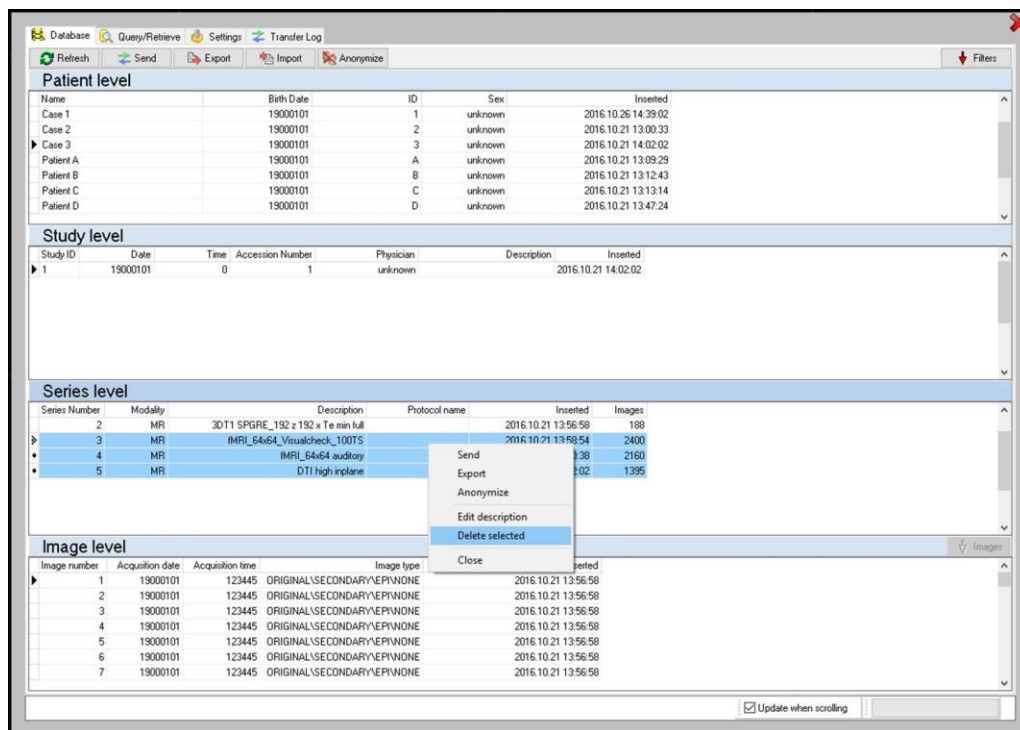 Database Query/Retrieve Settings Transfer Log
Refresh Send Export Import Anonymize Filters
Patient level
Name Birth Date ID Sex Inserted
Case 1 19000101 1 unknown 2016.10.26 14:39:02
Case 2 19000101 2 unknown 2016.10.21 13:00:33
Case 3 19000101 3 unknown 2016.10.21 14:02:02
Patient A 19000101 A unknown 2016.10.21 13:09:29
Patient B 19000101 B unknown 2016.10.21 13:12:43
Patient C 19000101 C unknown 2016.10.21 13:13:14
Patient D 19000101 D unknown 2016.10.21 13:47:24
Study level
Study ID Date Time Accession Number Physician Description Inserted
1 19000101 0 1 unknown 2016.10.21 14:02:02
Series level
Series Number Modality Description Protocol name Inserted Images
2 MR 3DT1 SPGRE_192 z 192 x Te min full 2016.10.21 13:56:58 188
3 MR fMRI_64x64_Visualcheck_100TS 2016.10.21 13:58:54 2400
4 MR fMRI_64x64 auditory :38 2160
5 MR DTI high inplane :02 1395
Send
Export
Anonymize
Edit description
Delete selected
Close
Image level Images
Image number Acquisition date Acquisition time Image type
1 19000101 123445 ORIGINAL\SECONDARY\EPI\NONE 2016.10.21 13:56:58
2 19000101 123445 ORIGINAL\SECONDARY\EPI\NONE 2016.10.21 13:56:58
3 19000101 123445 ORIGINAL\SECONDARY\EPI\NONE 2016.10.21 13:56:58
4 19000101 123445 ORIGINAL\SECONDARY\EPI\NONE 2016.10.21 13:56:58
5 19000101 123445 ORIGINAL\SECONDARY\EPI\NONE 2016.10.21 13:56:58
6 19000101 123445 ORIGINAL\SECONDARY\EPI\NONE 2016.10.21 13:56:58
7 19000101 123445 ORIGINAL\SECONDARY\EPI\NONE 2016.10.21 13:56:58
Update when scrolling